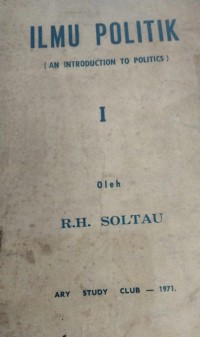 ILMU POLITIK
( AN INTRODUCTION TO POLITICS )
I
Oleh
R.H. SOLTAU
ARY STUDY CLUB — 1971.